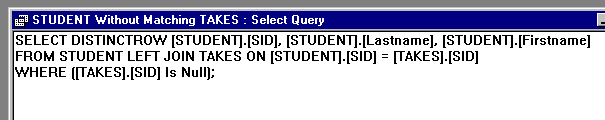 STUDENT Without Matching TAKES : Select Query
SELECT DISTINCTROW [STUDENT].[SID], [STUDENT].[Lastname], [STUDENT].[Firstname]
FROM STUDENT LEFT JOIN TAKES ON [STUDENT].[SID] = [TAKES].[SID]
WHERE ([TAKES].[SID] Is Null);